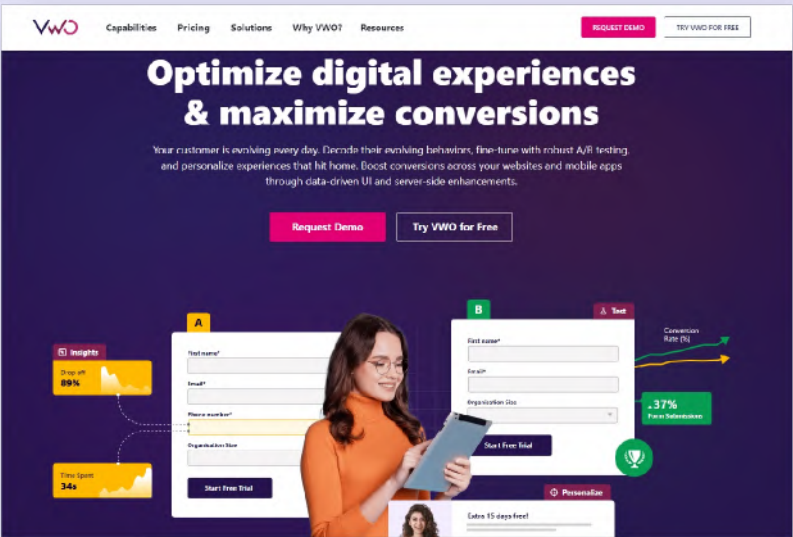 VWO
Capabilities Pricing Solutions Why VWO? Resources
REQUEST DEMO
TRY VWO FOR FREE
Optimize digital experiences
& maximize conversions
Your customer is evolving every day. Decode their evolving behaviors, fine-tune with robust A/B testing,
and personalize experiences that hit home. Boost conversions across your websites and mobile apps
through data-driven UI and server-side enhancements.
Request Demo
Try VWO for Free
Insights
Drop off
89%
Time Spent
34s
A
First name*
Email*
Phone number*
Organisation Size
Start Free Trial
B
Test
First name*
Email*
Organisation Size
Start Free Trial
Conversion
Rate (%)
37%
Form Submission
Personalize
Extra 15 days free!